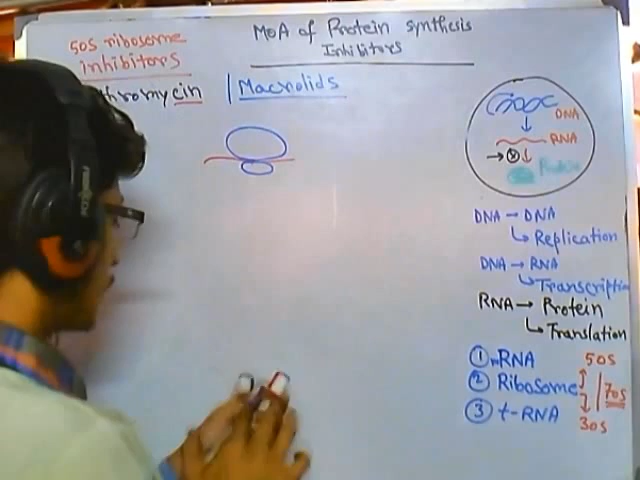 MOA of Protein synthesis
Inhibitors
50s ribosome
inhibitors
thromycin | Macrolids
DNA
RNA
Protein
DNA → DNA
↳ Replication
DNA → RNA
↳ Transcription
RNA → Protein
↳ Translation
① mRNA
② Ribosome
③ t-RNA
50s
70s
30s